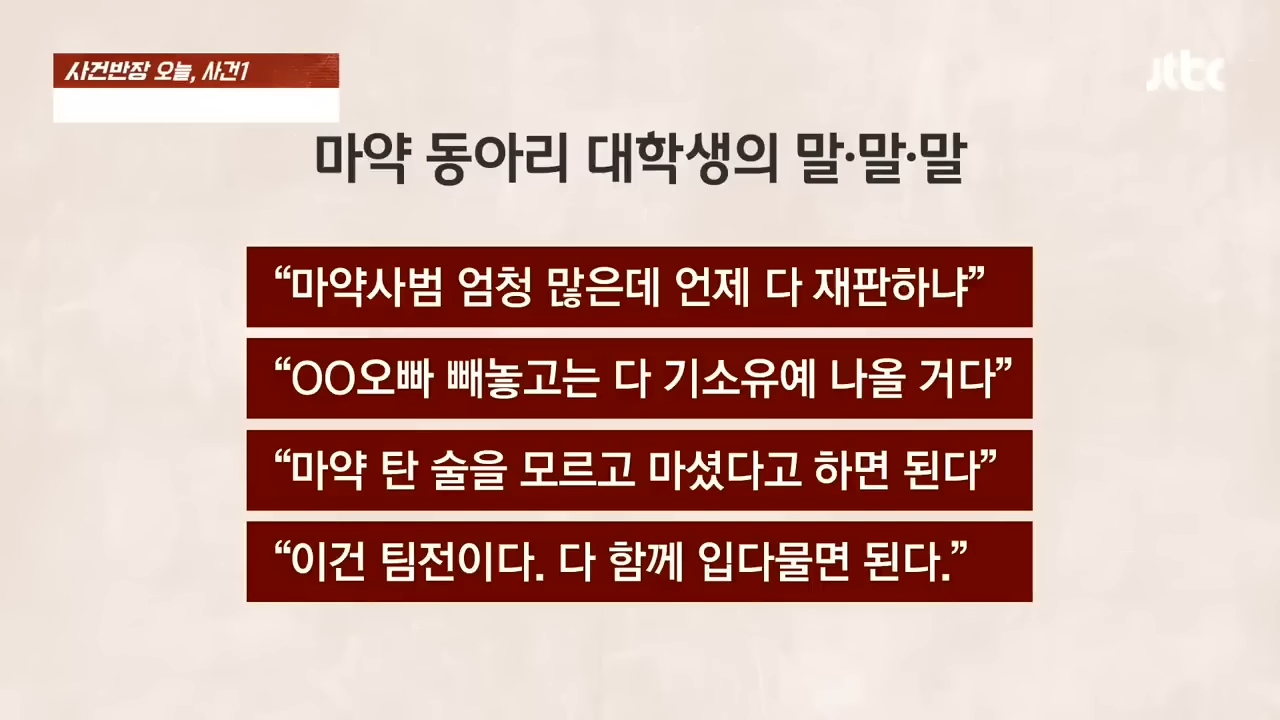 사건반장 오늘, 사건1
jtbc
마약 동아리 대학생의 말·말·말
“마약사범 엄청 많은데 언제 다 재판하냐”
“OO오빠 빼놓고는 다 기소유예 나올 거다”
“마약 탄 술을 모르고 마셨다고 하면 된다”
“이건 팀전이다. 다 함께 입다물면 된다.”